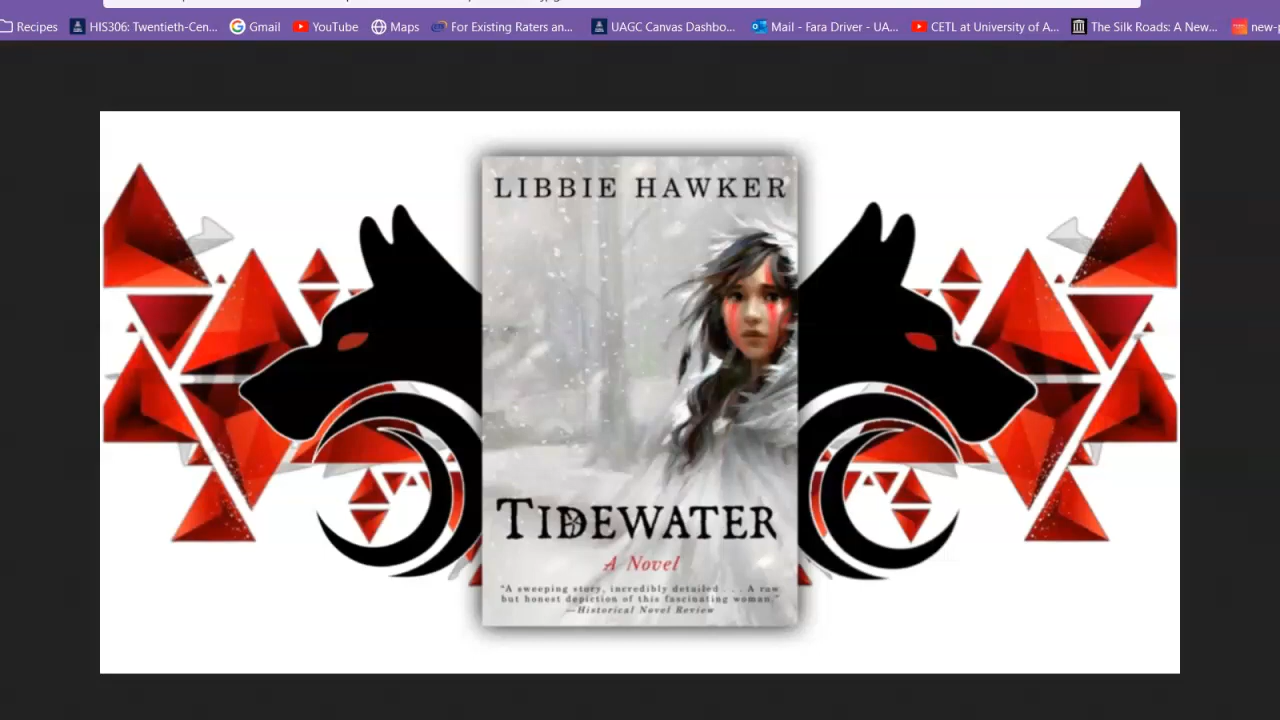 Recipes
HIS306: Twentieth-Cen...
Gmail
YouTube
Maps
For Existing Raters an...
UAGC Canvas Dashbo...
Mail - Fara Driver - UA...
CETL at University of A...
The Silk Roads: A New...
new-p
LIBBIE HAWKER
TIDEWATER
A Novel
"A sweeping story, incredibly detailed . . . A raw
but honest depiction of this fascinating woman."
—Historical Novel Review